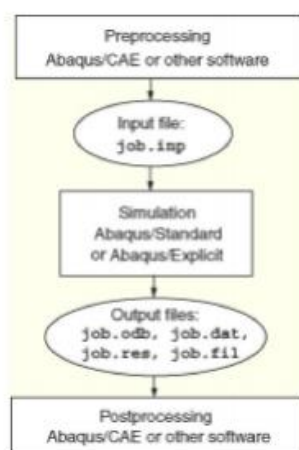 Preprocessing
Abaqus/CAE or other software
Input file:
job.imp
Simulation
Abaqus/Standard
or Abaqus/Explicit
Output files:
job.odb, job.dat,
job.res, job.fil
Postprocessing
Abaqus/CAE or other software